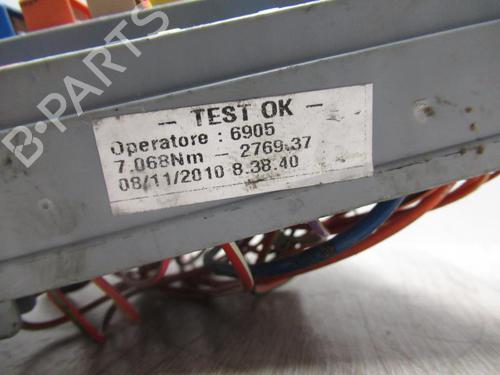 - TEST OK -
Operatore : 6905
7.068Nm - 2769.37
08/11/2010 8.38.40
B-PARTS